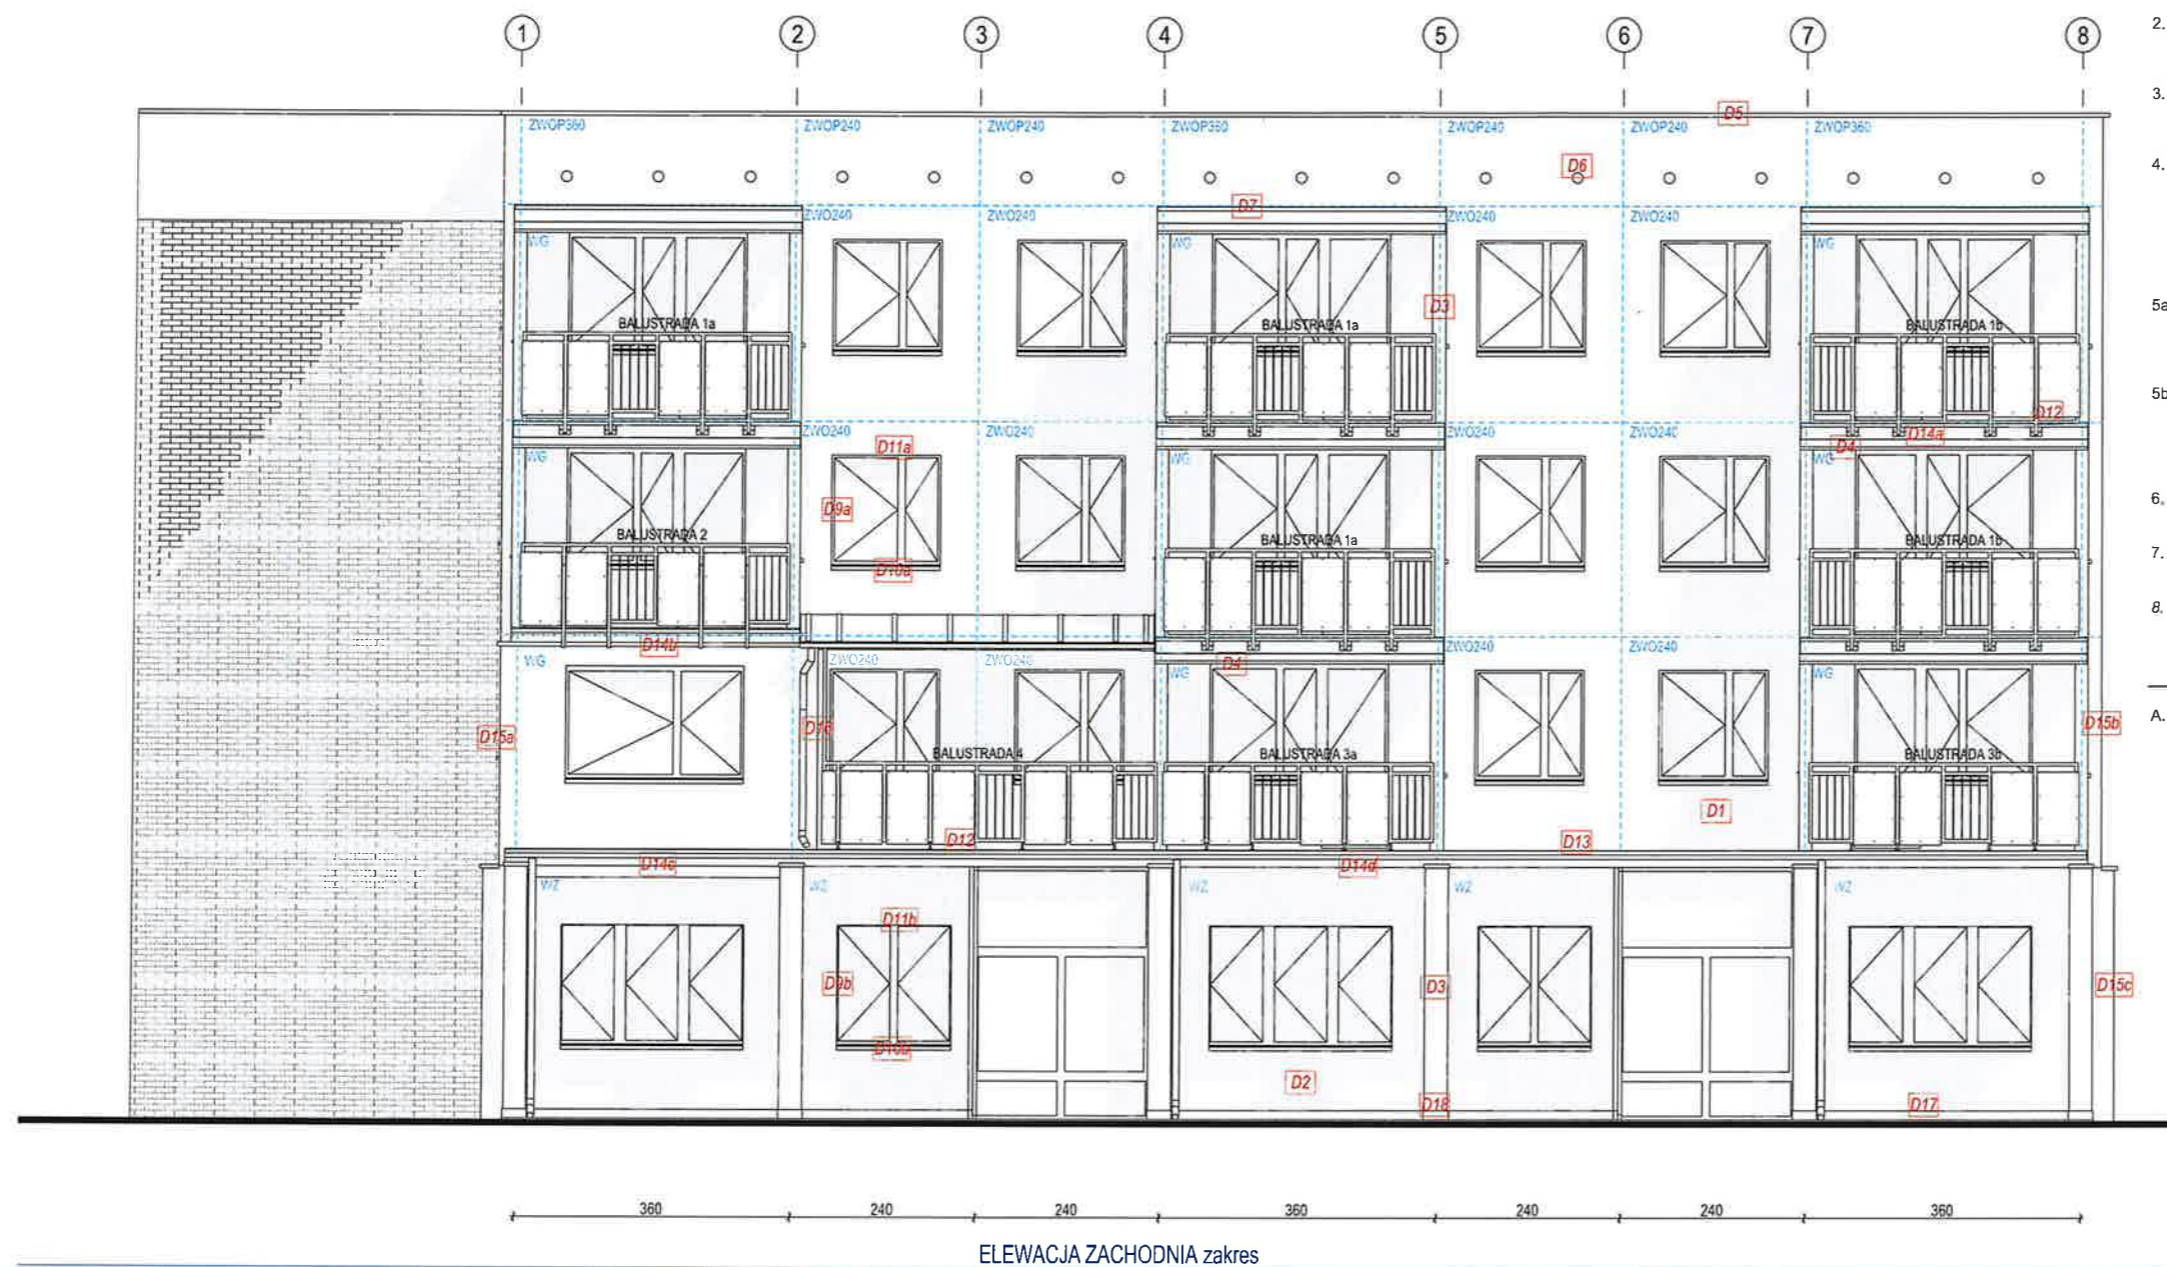 1 2 3 4 5 6 7 8
2.
3.
4.
5a
5b
6.
7.
8.
A.
D5
ZWOP360 ZWOP240 ZWOP240 ZWOP360 ZWOP240 ZWOP240 ZWOP360
D6
D7
ZWO240 ZWO240 ZWO240 ZWO240
WG WG WG
D3
BALUSTRADA 1a BALUSTRADA 1a BALUSTRADA 1b
D12
ZWO240 ZWO240 ZWO240 ZWO240
D11a D4 D14a
WG WG WG
D9a
BALUSTRADA 2 BALUSTRADA 1a BALUSTRADA 1b
D10a
D14b ZWO240 ZWO240
WG ZWO240 ZWO240 D4 WG WG
D15a D16 D15b
BALUSTRADA 4 BALUSTRADA 3a BALUSTRADA 3b
D1
D12 D13
D14c D14d
WZ WZ WZ WZ WZ
D11b
D9b D3 D15c
D10b
D2
D18 D17
360 240 240 360 240 240 360
ELEWACJA ZACHODNIA zakres